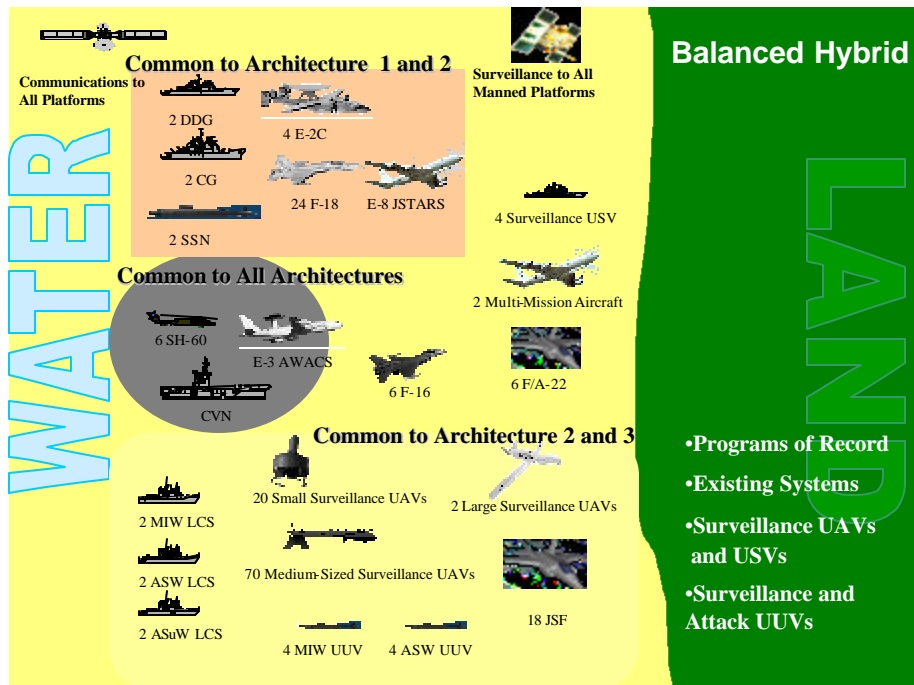 Balanced Hybrid
Common to Architecture 1 and 2
Communications to
All Platforms
Surveillance to All
Manned Platforms
2 DDG
4 E-2C
2 CG
24 F-18
E-8 JSTARS
2 SSN
4 Surveillance USV
WATER
LAND
Common to All Architectures
2 Multi-Mission Aircraft
6 SH-60
E-3 AWACS
6 F-16
6 F/A-22
CVN
Common to Architecture 2 and 3
20 Small Surveillance UAVs
2 Large Surveillance UAVs
2 MIW LCS
2 ASW LCS
70 Medium-Sized Surveillance UAVs
2 ASuW LCS
18 JSF
4 MIW UUV
4 ASW UUV
•Programs of Record
•Existing Systems
•Surveillance UAVs
and USVs
•Surveillance and
Attack UUVs